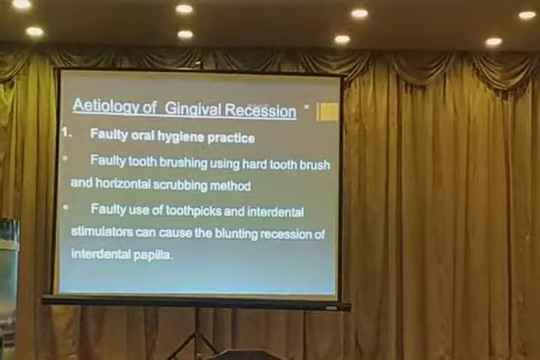 Aetiology of Gingival Recession
1. Faulty oral hygiene practice
Faulty tooth brushing using hard tooth brush
and horizontal scrubbing method
Faulty use of toothpicks and interdental
stimulators can cause the blunting recession of
interdental papilla.